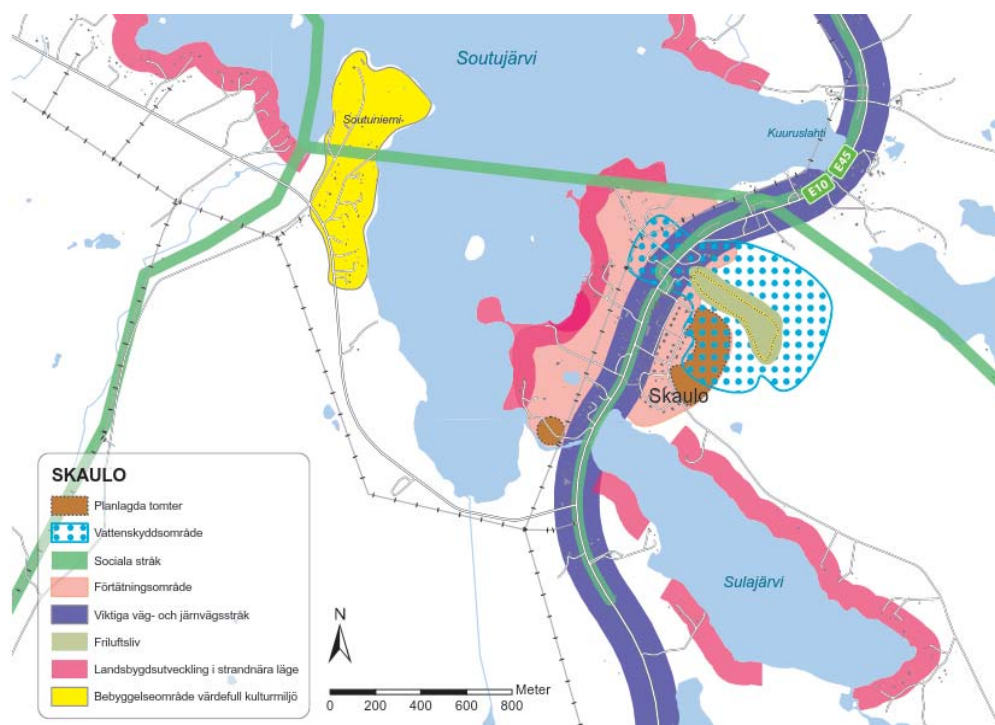 Soutujärvi
Soutuniemi-
Kuuruslahti
E45
E10
Skaulo
Sulajärvi
SKAULO
Planlagda tomter
Vattenskyddsområde
Sociala stråk
Förtätningsområde
Viktiga väg- och järnvägsstråk
Friluftsliv
Landsbygdsutveckling i strandnära läge
Bebyggelseområde värdefull kulturmiljö
N
Meter
0 200 400 600 800